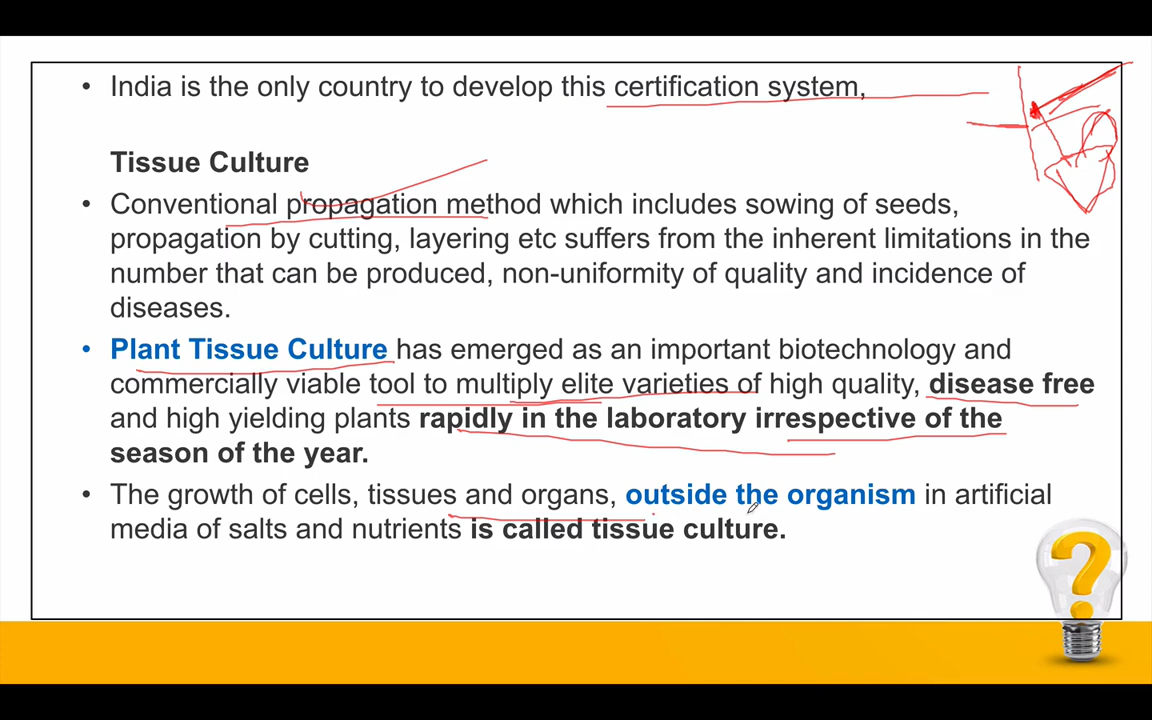 • India is the only country to develop this certification system,
Tissue Culture
• Conventional propagation method which includes sowing of seeds,
propagation by cutting, layering etc suffers from the inherent limitations in the
number that can be produced, non-uniformity of quality and incidence of
diseases.
• Plant Tissue Culture has emerged as an important biotechnology and
commercially viable tool to multiply elite varieties of high quality, disease free
and high yielding plants rapidly in the laboratory irrespective of the
season of the year.
• The growth of cells, tissues and organs, outside the organism in artificial
media of salts and nutrients is called tissue culture.
?